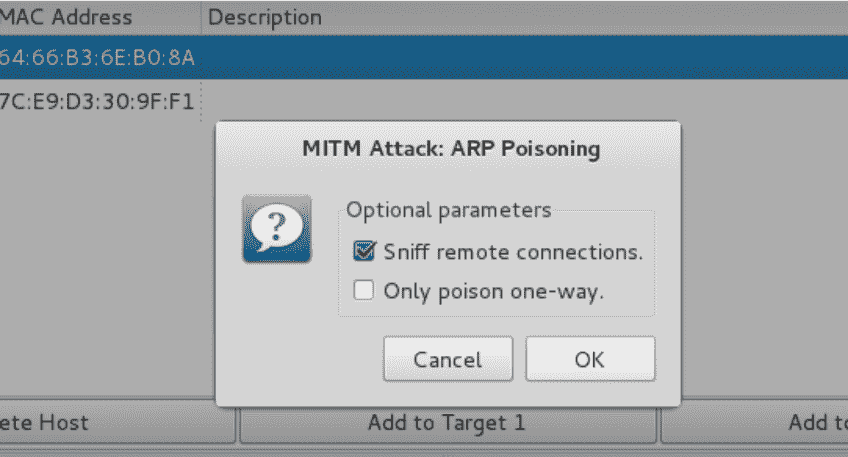 MAC Address Description
64:66:B3:6E:B0:8A
7C:E9:D3:30:9F:F1
MITM Attack: ARP Poisoning
Optional parameters
Sniff remote connections.
Only poison one-way.
Cancel OK
ete Host Add to Target 1 Add to